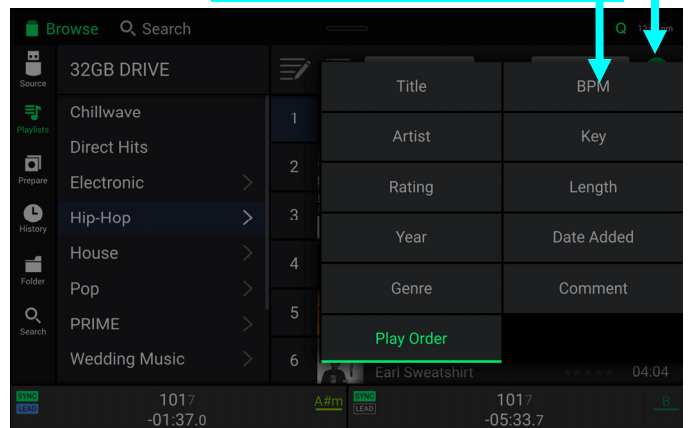 Browse
Search
Q
Source
32GB DRIVE
Playlists
Prepare
History
Folder
Search
Chillwave
Direct Hits
Electronic
Hip-Hop
House
Pop
PRIME
Wedding Music
1
2
3
4
5
6
Title
BPM
Artist
Key
Rating
Length
Year
Date Added
Genre
Comment
Play Order
Earl Sweatshirt
04:04
SYNC
LEAD
1017
-01:37.0
A#m
SYNC
LEAD
1017
-05:33.7
B